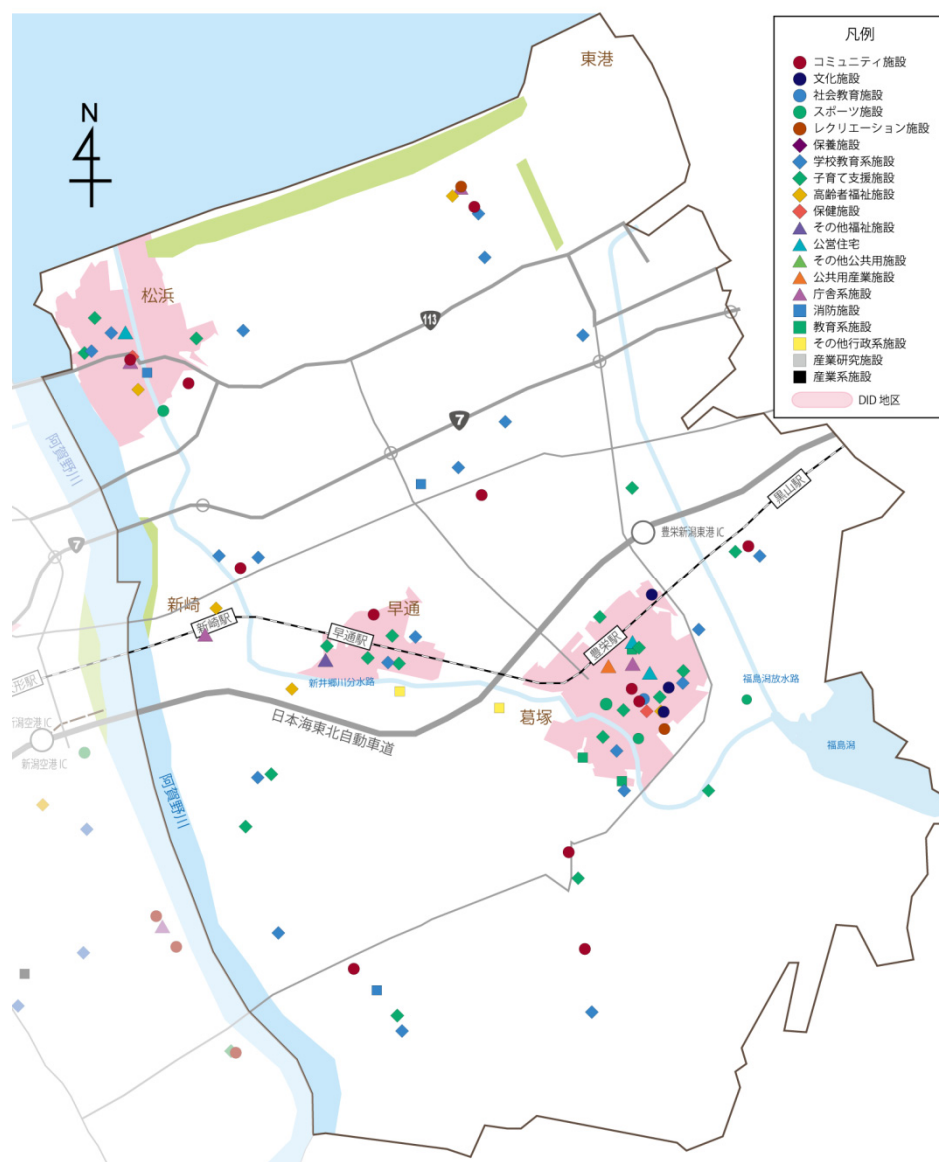 東港
凡例
コミュニティ施設
文化施設
社会教育施設
スポーツ施設
レクリエーション施設
保養施設
学校教育系施設
子育て支援施設
高齢者福祉施設
保健施設
その他福祉施設
公営住宅
その他公共用施設
公共用産業施設
庁舎系施設
消防施設
教育系施設
その他行政系施設
産業研究施設
産業系施設
DID 地区
N
松浜
113
7
阿賀野川
7
黒山駅
豊栄新潟東港 IC
新崎
早通
新崎駅
早通駅
豊栄駅
新井郷川分水路
葛塚
日本海東北自動車道
福島潟放水路
福島潟
形駅
潟空港 IC
新潟空港 IC
阿賀野川